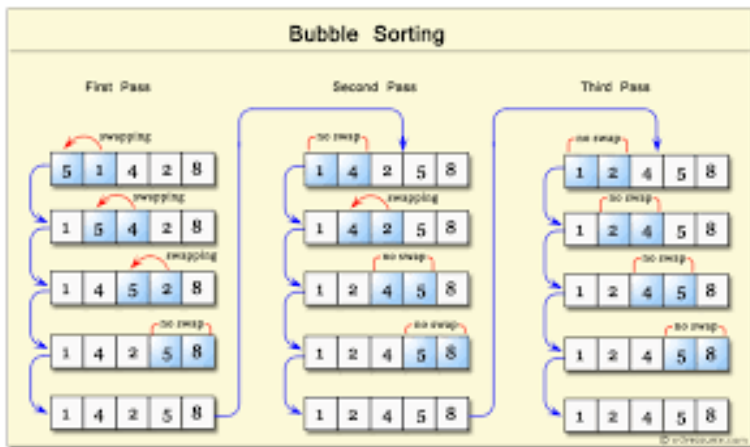 Bubble Sorting
First Pass
swapping
5 1 4 2 8
swapping
1 5 4 2 8
swapping
1 4 5 2 8
no swap
1 4 2 5 8
1 4 2 5 8
Second Pass
no swap
1 4 2 5 8
swapping
1 4 2 5 8
no swap
1 2 4 5 8
no swap
1 2 4 5 8
1 2 4 5 8
Third Pass
no swap
1 2 4 5 8
no swap
1 2 4 5 8
no swap
1 2 4 5 8
no swap
1 2 4 5 8
1 2 4 5 8